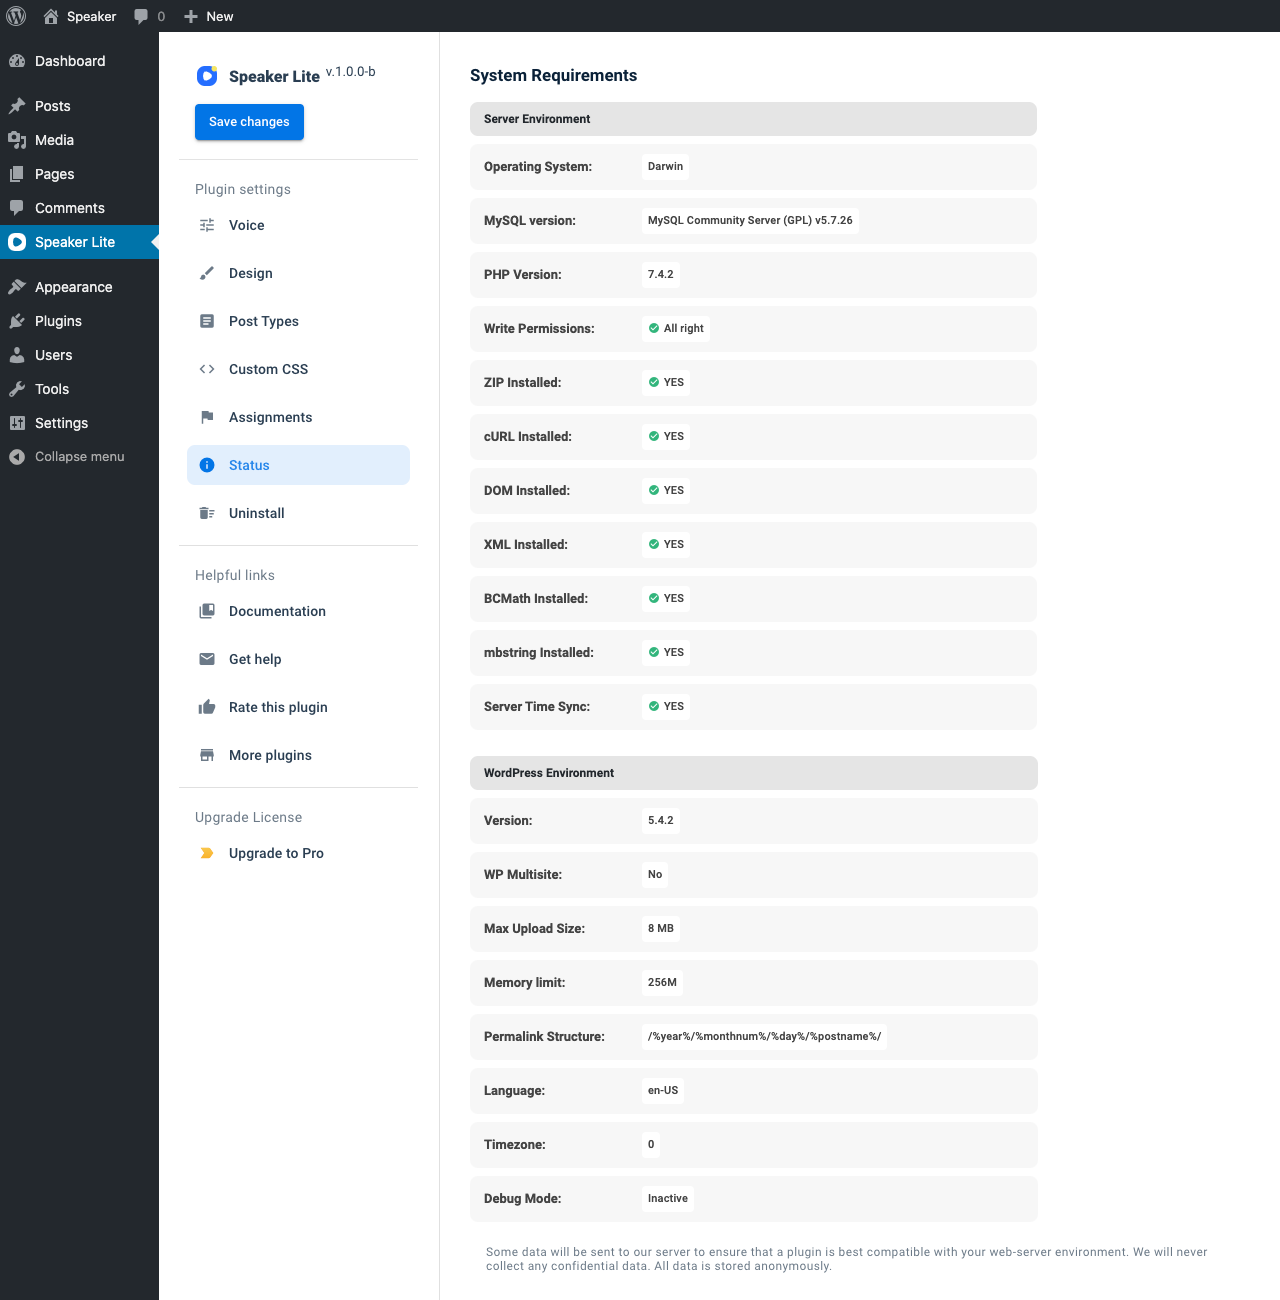 Speaker
0
New
Dashboard
Posts
Media
Pages
Comments
Speaker Lite
Appearance
Plugins
Users
Tools
Settings
Collapse menu
Speaker Lite v.1.0.0-b
Save changes
Plugin settings
Voice
Design
Post Types
Custom CSS
Assignments
Status
Uninstall
Helpful links
Documentation
Get help
Rate this plugin
More plugins
Upgrade License
Upgrade to Pro
System Requirements
Server Environment
Operating System: Darwin
MySQL version: MySQL Community Server (GPL) v5.7.26
PHP Version: 7.4.2
Write Permissions: All right
ZIP Installed: YES
cURL Installed: YES
DOM Installed: YES
XML Installed: YES
BCMath Installed: YES
mbstring Installed: YES
Server Time Sync: YES
WordPress Environment
Version: 5.4.2
WP Multisite: No
Max Upload Size: 8 MB
Memory limit: 256M
Permalink Structure: /%year%/%monthnum%/%day%/%postname%/
Language: en-US
Timezone: 0
Debug Mode: Inactive
Some data will be sent to our server to ensure that a plugin is best compatible with your web-server environment. We will never
collect any confidential data. All data is stored anonymously.